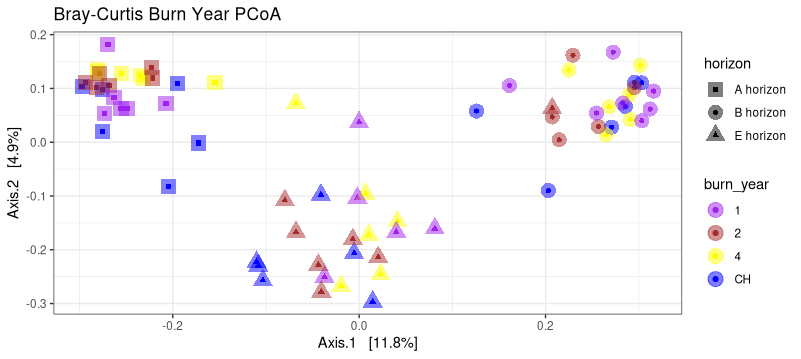 Bray-Curtis Burn Year PCoA
0.2
0.1
0.0
-0.1
-0.2
-0.3
Axis.2 [4.9%]
-0.2
0.0
0.2
Axis.1 [11.8%]
horizon
A horizon
B horizon
E horizon
burn_year
1
2
4
CH